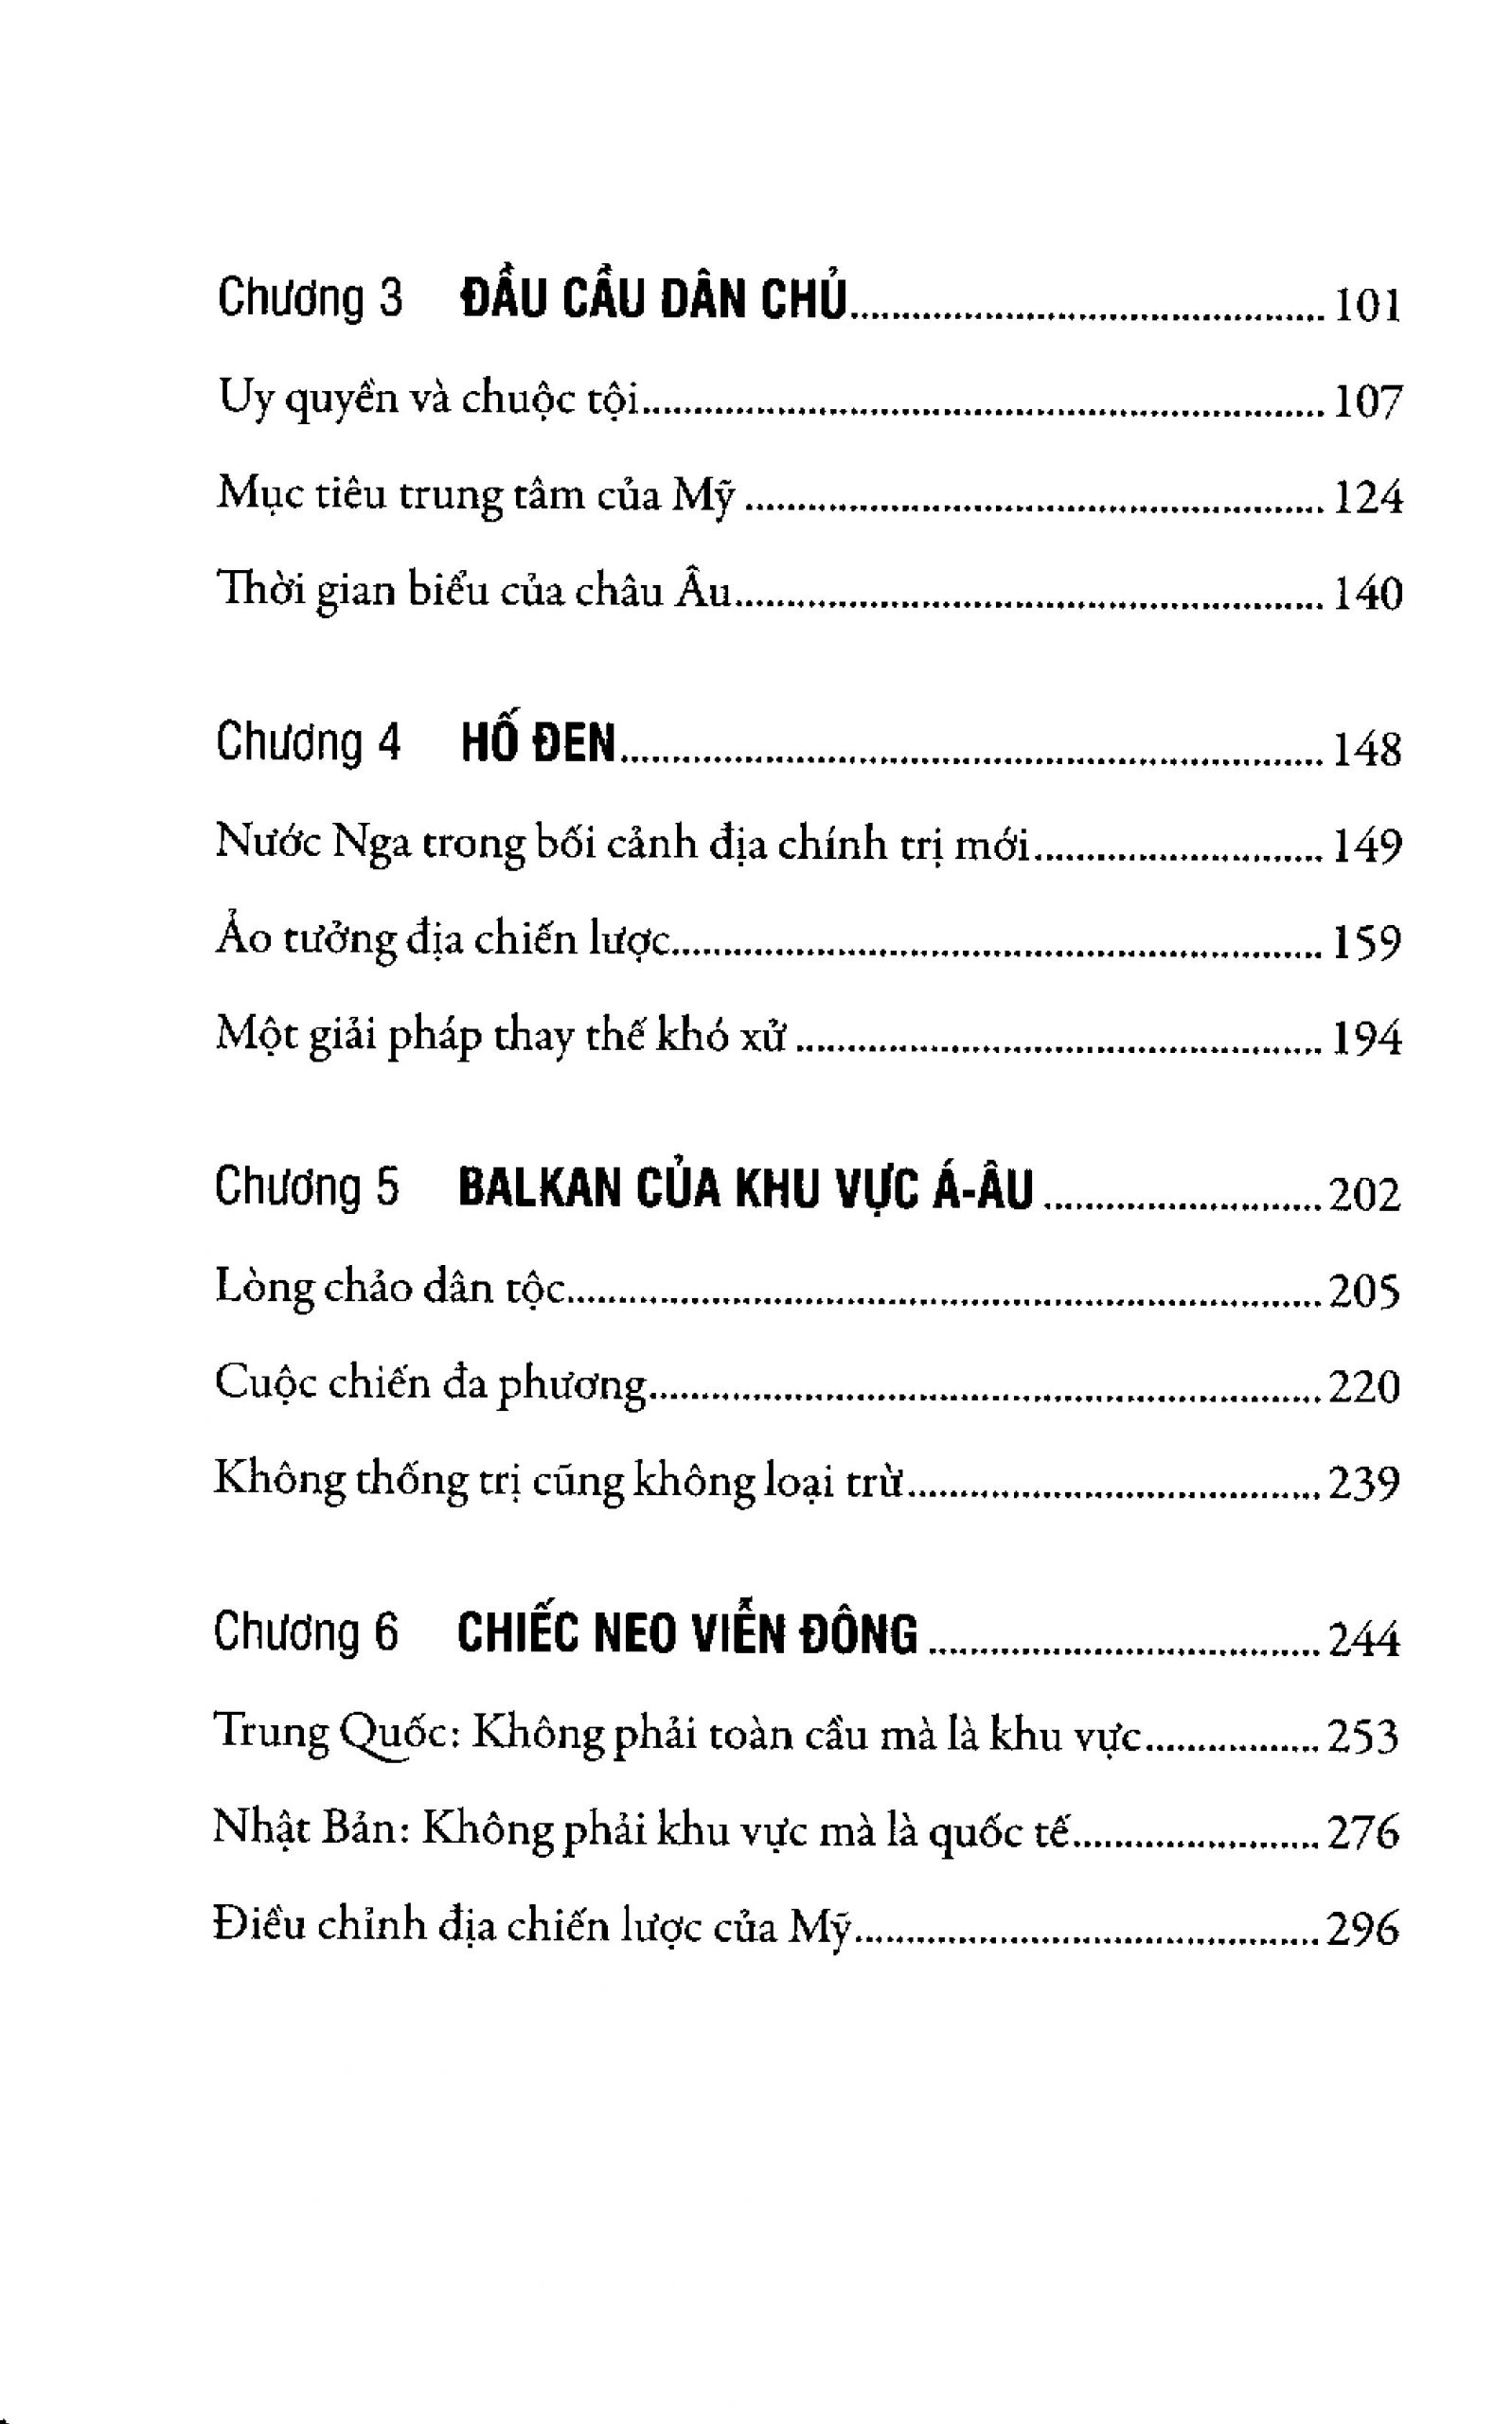 Chương 3 ĐẦU CẦU DÂN CHỦ 101
Uy quyền và chuộc tội 107
Mục tiêu trung tâm của Mỹ 124
Thời gian biểu của châu Âu 140
Chương 4 HỐ ĐEN 148
Nước Nga trong bối cảnh địa chính trị mới 149
Ảo tưởng địa chiến lược 159
Một giải pháp thay thế khó xử 194
Chương 5 BALKAN CỦA KHU VỰC Á-ÂU 202
Lòng chảo dân tộc 205
Cuộc chiến đa phương 220
Không thống trị cũng không loại trừ 239
Chương 6 CHIẾC NEO VIỄN ĐÔNG 244
Trung Quốc: Không phải toàn cầu mà là khu vực 253
Nhật Bản: Không phải khu vực mà là quốc tế 276
Điều chỉnh địa chiến lược của Mỹ 296